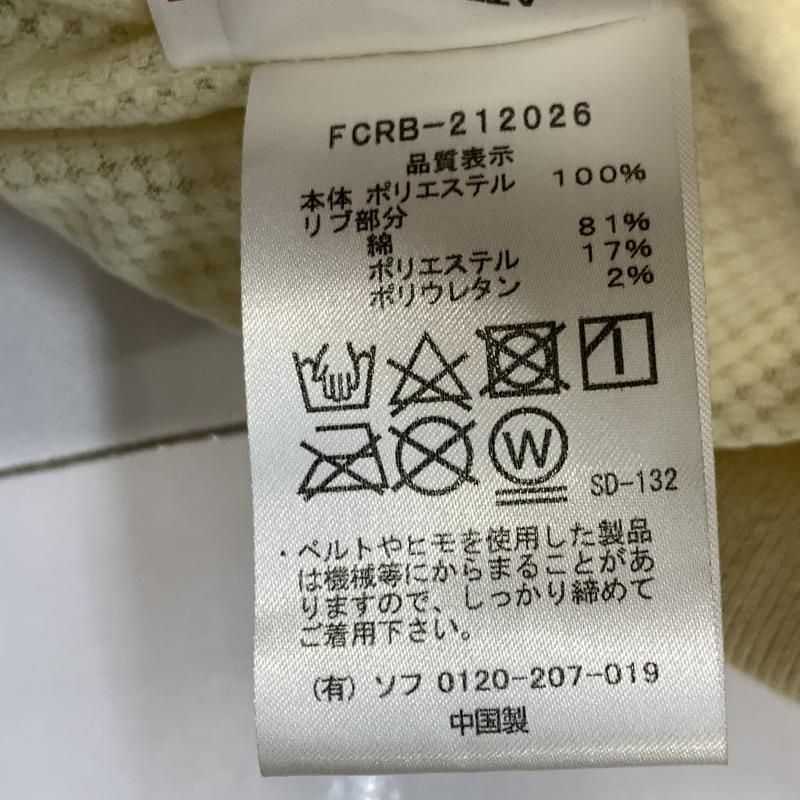 FCRB-212026
品質表示
本体 ポリエステル 100%
リブ部分
綿 81%
ポリエステル 17%
ポリウレタン 2%
W
SD-132
・ベルトやヒモを使用した製品
は機械等にからまることがあ
りますので、しっかり締めて
ご着用下さい。
(有) ソフ 0120-207-019
中国製